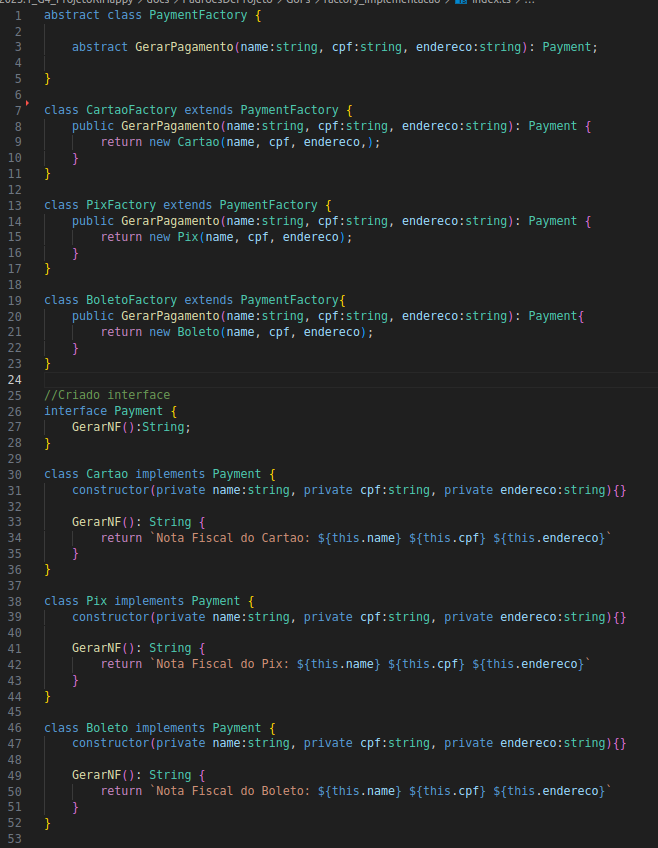 2023.1_G4_ProjetoRiHappy > docs > PadroesDeProjeto > GoFs > factory_implementacao > index.ts > ...
1 abstract class PaymentFactory {
2
3 abstract GerarPagamento(name:string, cpf:string, endereco:string): Payment;
4
5 }
6
7 class CartaoFactory extends PaymentFactory {
8 public GerarPagamento(name:string, cpf:string, endereco:string): Payment {
9 return new Cartao(name, cpf, endereco,);
10 }
11 }
12
13 class PixFactory extends PaymentFactory {
14 public GerarPagamento(name:string, cpf:string, endereco:string): Payment {
15 return new Pix(name, cpf, endereco);
16 }
17 }
18
19 class BoletoFactory extends PaymentFactory{
20 public GerarPagamento(name:string, cpf:string, endereco:string): Payment{
21 return new Boleto(name, cpf, endereco);
22 }
23 }
24
25 //Criado interface
26 interface Payment {
27 GerarNF():String;
28 }
29
30 class Cartao implements Payment {
31 constructor(private name:string, private cpf:string, private endereco:string){}
32
33 GerarNF(): String {
34 return `Nota Fiscal do Cartao: ${this.name} ${this.cpf} ${this.endereco}`
35 }
36 }
37
38 class Pix implements Payment {
39 constructor(private name:string, private cpf:string, private endereco:string){}
40
41 GerarNF(): String {
42 return `Nota Fiscal do Pix: ${this.name} ${this.cpf} ${this.endereco}`
43 }
44 }
45
46 class Boleto implements Payment {
47 constructor(private name:string, private cpf:string, private endereco:string){}
48
49 GerarNF(): String {
50 return `Nota Fiscal do Boleto: ${this.name} ${this.cpf} ${this.endereco}`
51 }
52 }
53